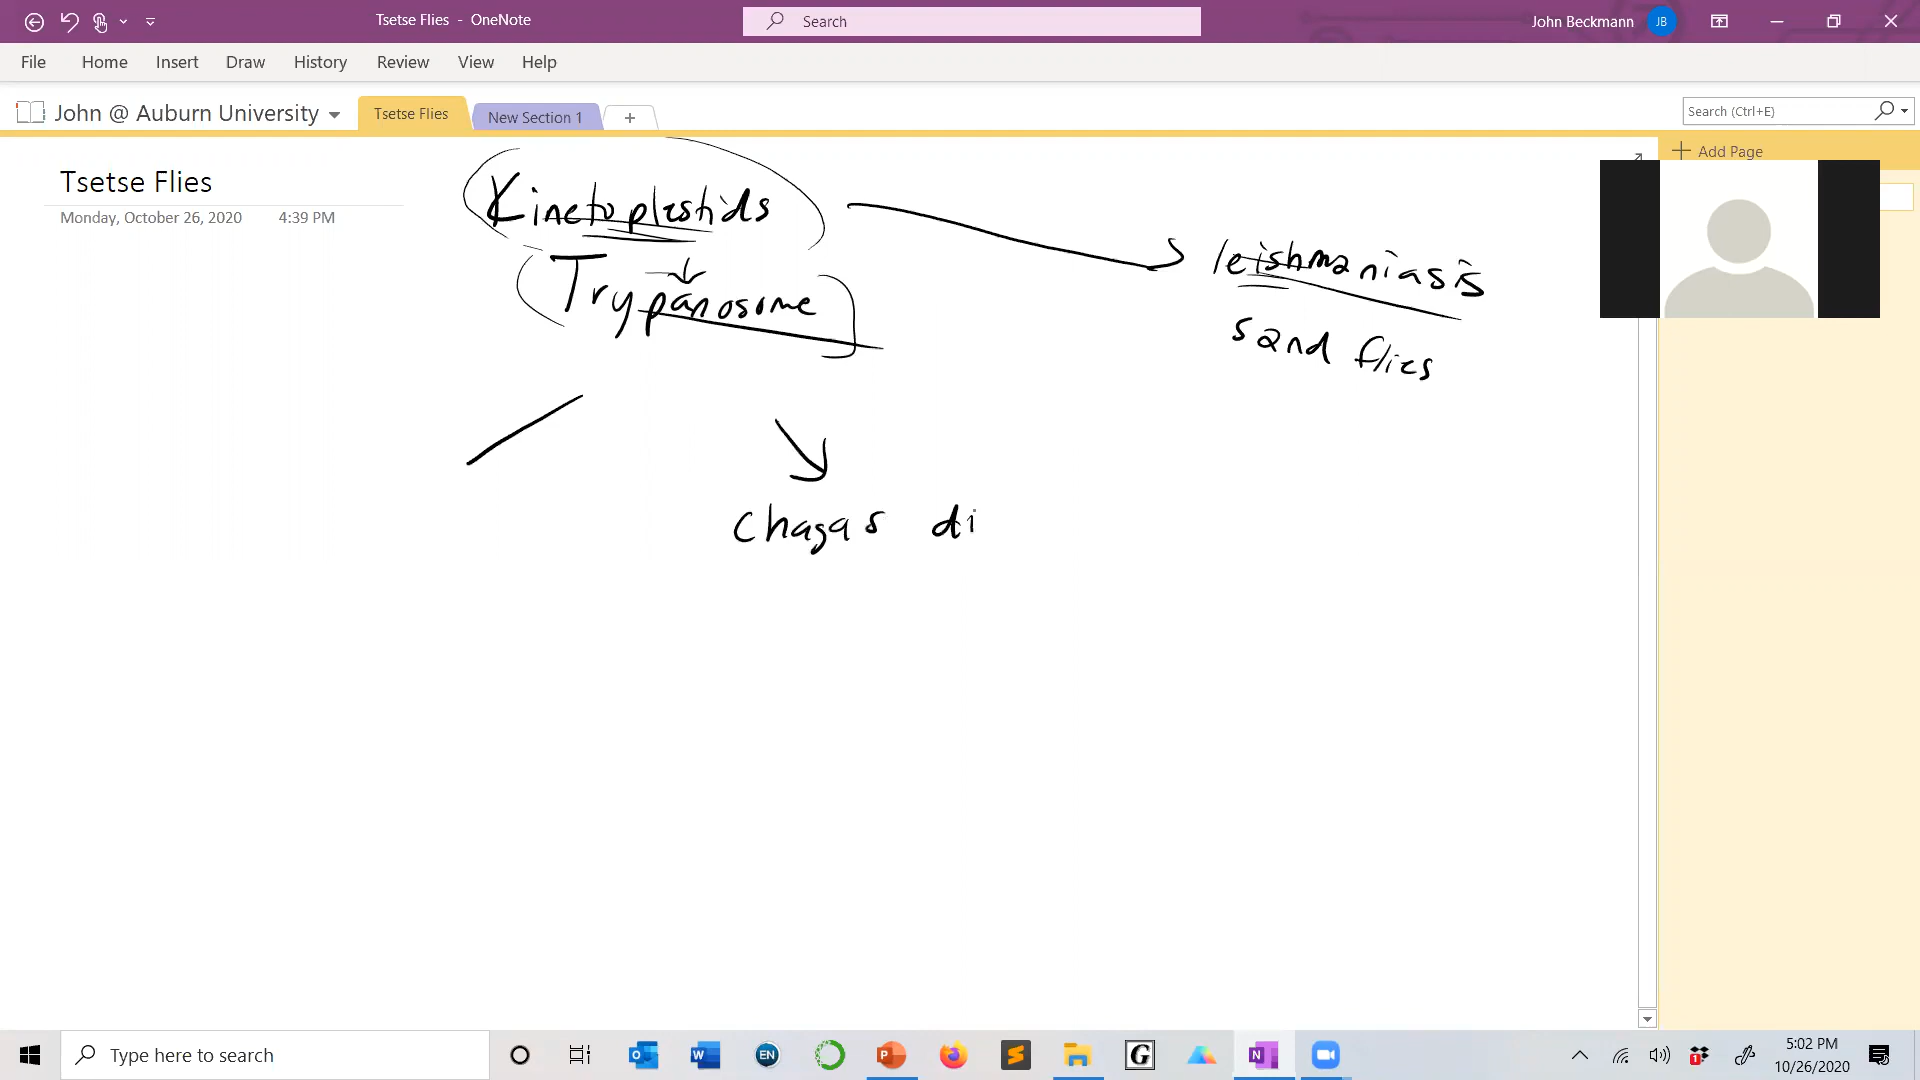 Tsetse Flies - OneNote
Search
John Beckmann
JB
File Home Insert Draw History Review View Help
John @ Auburn University
Tsetse Flies
New Section 1
+
Search (Ctrl+E)
Add Page
Tsetse Flies
Monday, October 26, 2020 4:39 PM
Kinetoplastids
Trypanosome
leishmaniasis
sand flies
Chagas di
Type here to search
EN
G
5:02 PM
10/26/2020